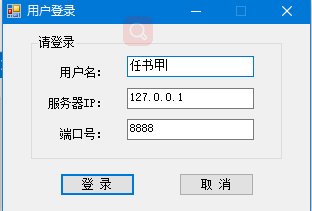 用户登录
请登录
用户名： 任书甲
服务器IP： 127.0.0.1
端口号： 8888
登 录 取 消